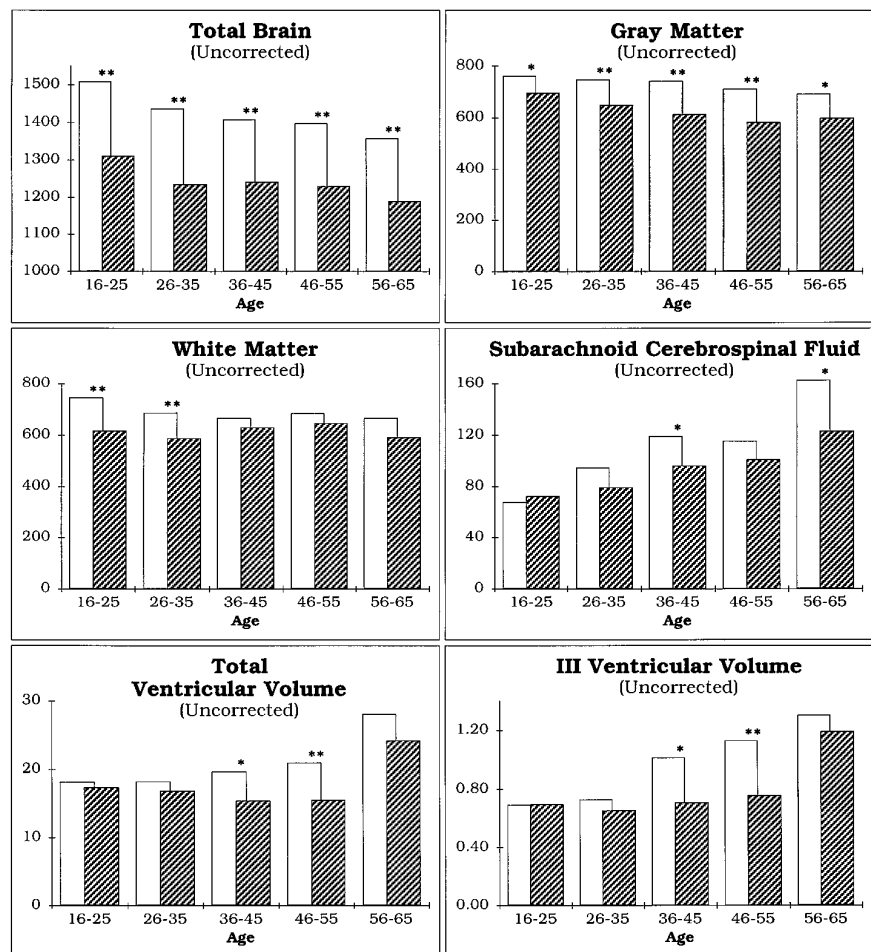 Total Brain
(Uncorrected)
1500
1400
1300
1200
1100
1000
** ** ** ** **
16-25 26-35 36-45 46-55 56-65
Age
Gray Matter
(Uncorrected)
800
600
400
200
0
* ** ** ** *
16-25 26-35 36-45 46-55 56-65
Age
White Matter
(Uncorrected)
800
600
400
200
0
** **
16-25 26-35 36-45 46-55 56-65
Age
Subarachnoid Cerebrospinal Fluid
(Uncorrected)
160
120
80
40
0
* *
16-25 26-35 36-45 46-55 56-65
Age
Total
Ventricular Volume
(Uncorrected)
30
20
10
0
* **
16-25 26-35 36-45 46-55 56-65
Age
III Ventricular Volume
(Uncorrected)
1.20
0.80
0.40
0.00
* **
16-25 26-35 36-45 46-55 56-65
Age